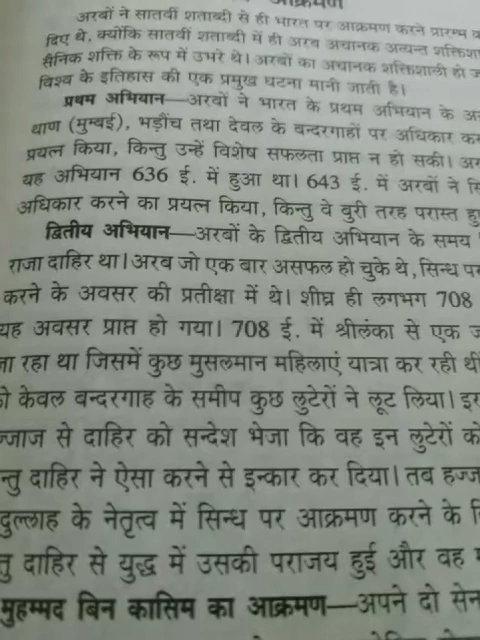 आक्रमण
अरबों ने सातवीं शताब्दी से ही भारत पर आक्रमण करने प्रारम्भ क
दिए थे, क्योंकि सातवीं शताब्दी में ही अरब अचानक अत्यन्त शक्तिशा
सैनिक शक्ति के रूप में उभरे थे। अरबों का अचानक शक्तिशाली हो ज
विश्व के इतिहास की एक प्रमुख घटना मानी जाती है।
प्रथम अभियान—अरबों ने भारत के प्रथम अभियान के अ
थाण (मुम्बई), भड़ौंच तथा देवल के बन्दरगाहों पर अधिकार कर
प्रयत्न किया, किन्तु उन्हें विशेष सफलता प्राप्त न हो सकी। अर
यह अभियान 636 ई. में हुआ था। 643 ई. में अरबों ने सि
अधिकार करने का प्रयत्न किया, किन्तु वे बुरी तरह परास्त हु
द्वितीय अभियान—अरबों के द्वितीय अभियान के समय
राजा दाहिर था। अरब जो एक बार असफल हो चुके थे, सिन्ध पर
करने के अवसर की प्रतीक्षा में थे। शीघ्र ही लगभग 708
यह अवसर प्राप्त हो गया। 708 ई. में श्रीलंका से एक ज
जा रहा था जिसमें कुछ मुसलमान महिलाएं यात्रा कर रही थीं
ो केवल बन्दरगाह के समीप कुछ लुटेरों ने लूट लिया। इर
ज्जाज से दाहिर को सन्देश भेजा कि वह इन लुटेरों को
न्तु दाहिर ने ऐसा करने से इन्कार कर दिया। तब हज्ज
दुल्लाह के नेतृत्व में सिन्ध पर आक्रमण करने के ि
तु दाहिर से युद्ध में उसकी पराजय हुई और वह म
मुहम्मद बिन कासिम का आक्रमण—अपने दो सेन